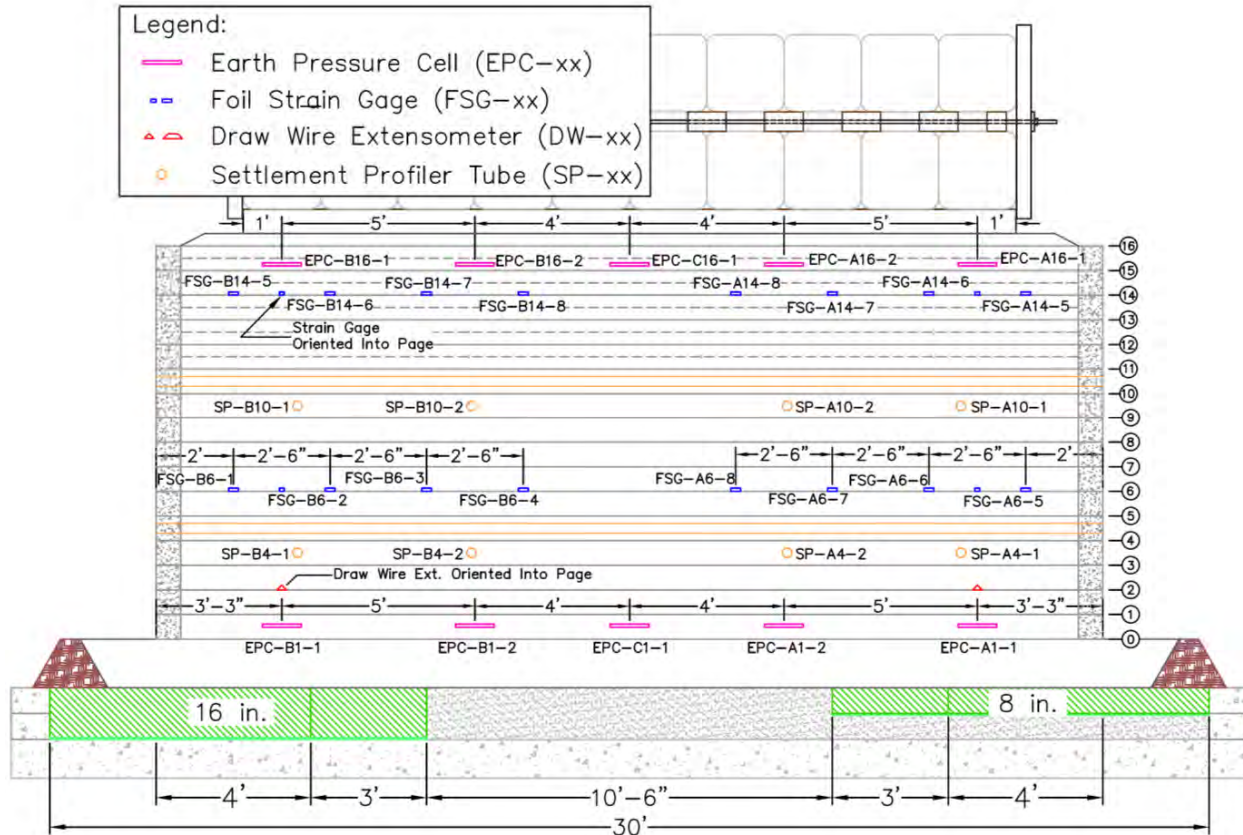 Legend:
Earth Pressure Cell (EPC-xx)
Foil Strain Gage (FSG-xx)
Draw Wire Extensometer (DW-xx)
Settlement Profiler Tube (SP-xx)
1' 5' 4' 4' 5' 1'
16
EPC-B16-1 EPC-B16-2 EPC-C16-1 EPC-A16-2 EPC-A16-1
15
FSG-B14-5 FSG-B14-7 FSG-A14-8 FSG-A14-6
14
FSG-B14-6 FSG-B14-8 FSG-A14-7 FSG-A14-5
Strain Gage
Oriented Into Page
13
12
11
10
SP-B10-1 SP-B10-2 SP-A10-2 SP-A10-1
9
8
2' 2'-6" 2'-6" 2'-6" 2'-6" 2'-6" 2'-6" 2'
7
FSG-B6-1 FSG-B6-3 FSG-A6-8 FSG-A6-6
6
FSG-B6-2 FSG-B6-4 FSG-A6-7 FSG-A6-5
5
4
SP-B4-1 SP-B4-2 SP-A4-2 SP-A4-1
3
Draw Wire Ext. Oriented Into Page
2
3'-3" 5' 4' 4' 5' 3'-3"
1
0
EPC-B1-1 EPC-B1-2 EPC-C1-1 EPC-A1-2 EPC-A1-1
16 in. 8 in.
4' 3' 10'-6" 3' 4'
30'